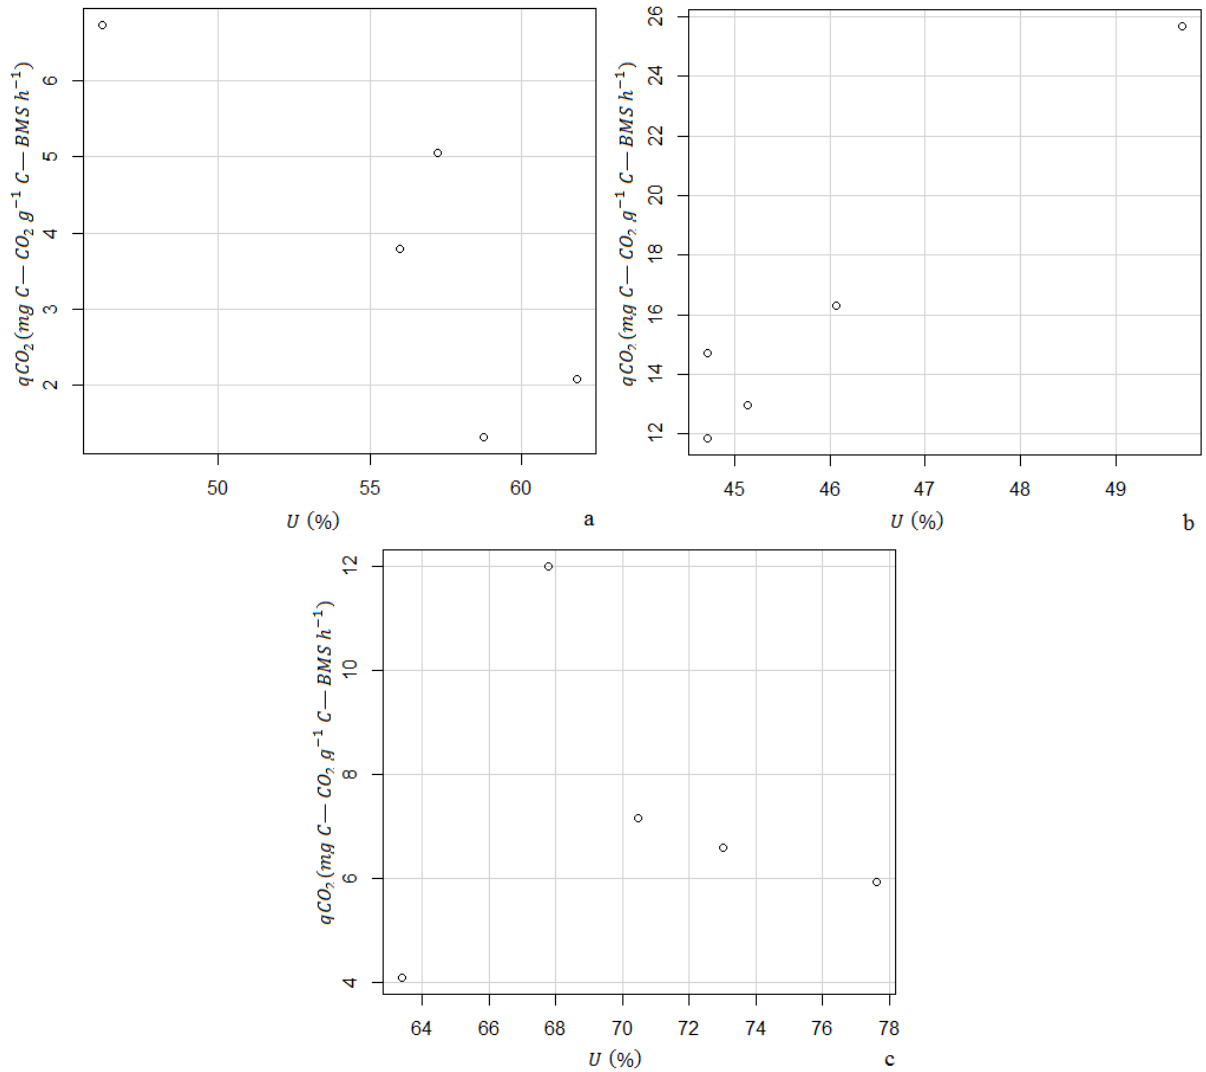 qCO₂ (mg C— CO₂ g⁻¹ C— BMS h⁻¹)
6
5
4
3
2
50 55 60
U (%) a
qCO₂ (mg C— CO₂ g⁻¹ C— BMS h⁻¹)
26
24
22
20
18
16
14
12
45 46 47 48 49
U (%) b
qCO₂ (mg C— CO₂ g⁻¹ C— BMS h⁻¹)
12
10
8
6
4
64 66 68 70 72 74 76 78
U (%) c